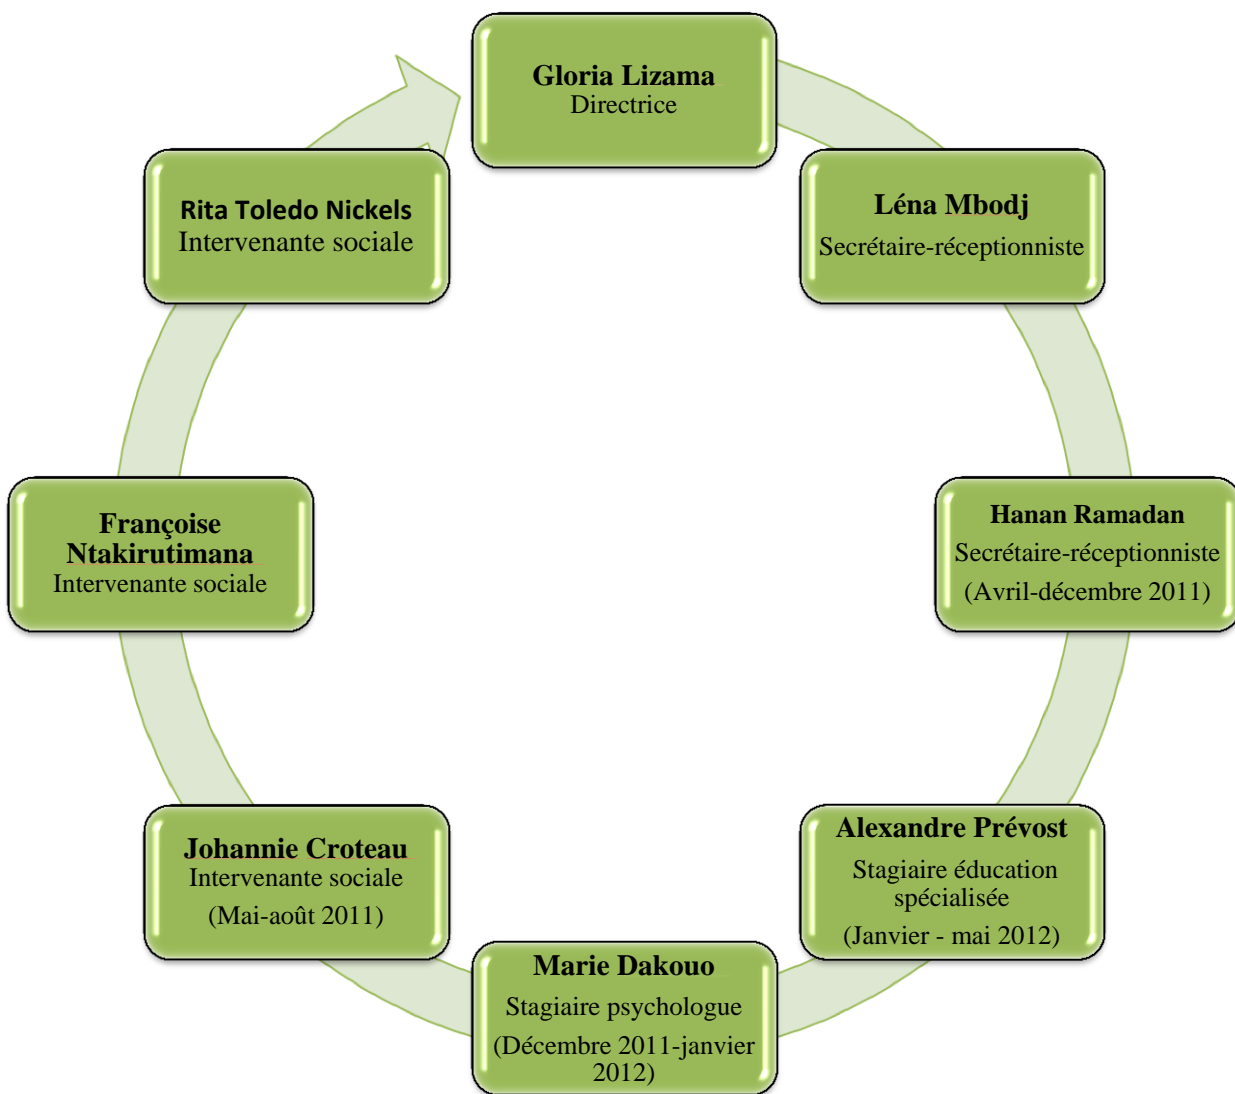 Gloria Lizama
Directrice
Léna Mbodj
Secrétaire-réceptionniste
Hanan Ramadan
Secrétaire-réceptionniste
(Avril-décembre 2011)
Alexandre Prévost
Stagiaire éducation
spécialisée
(Janvier - mai 2012)
Marie Dakouo
Stagiaire psychologue
(Décembre 2011-janvier
2012)
Johannie Croteau
Intervenante sociale
(Mai-août 2011)
Françoise
Ntakirutimana
Intervenante sociale
Rita Toledo Nickels
Intervenante sociale